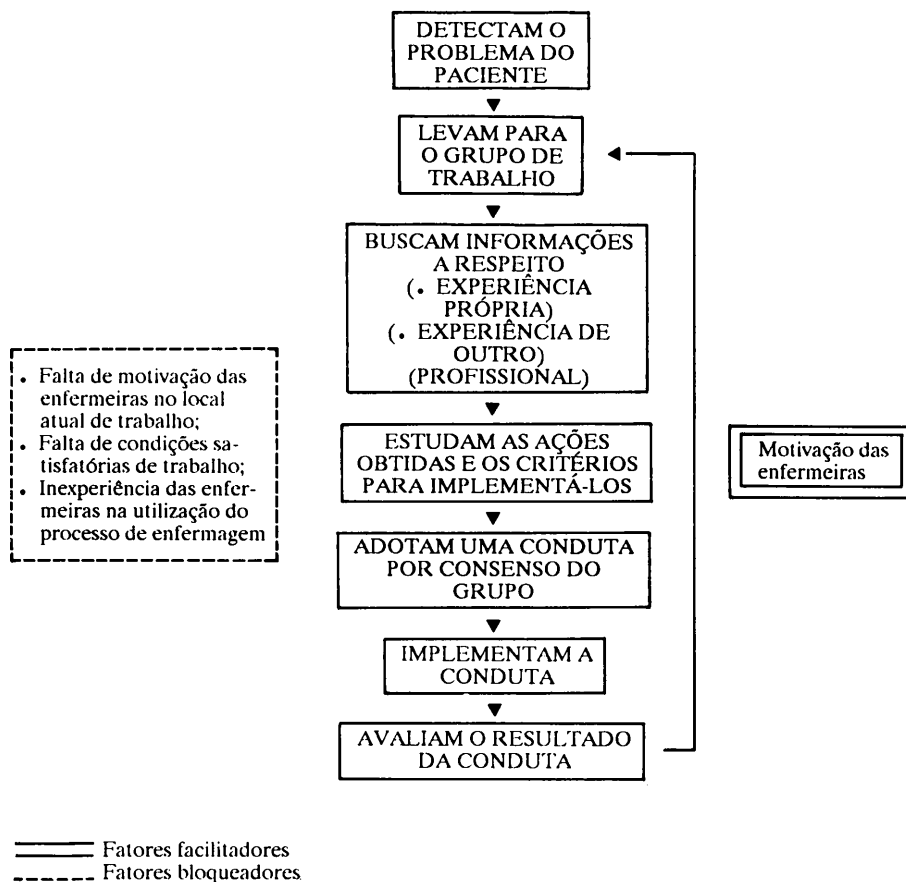 DETECTAM O
PROBLEMA DO
PACIENTE
LEVAM PARA
O GRUPO DE
TRABALHO
BUSCAM INFORMAÇÕES
A RESPEITO
(. EXPERIÊNCIA
PRÓPRIA)
(. EXPERIÊNCIA DE
OUTRO)
(PROFISSIONAL)
• Falta de motivação das
enfermeiras no local
atual de trabalho;
• Falta de condições sa-
tisfatórias de trabalho;
• Inexperiência das enfer-
meiras na utilização do
processo de enfermagem
ESTUDAM AS AÇÕES
OBTIDAS E OS CRITÉRIOS
PARA IMPLEMENTÁ-LOS
Motivação das
enfermeiras
ADOTAM UMA CONDUTA
POR CONSENSO DO
GRUPO
IMPLEMENTAM A
CONDUTA
AVALIAM O RESULTADO
DA CONDUTA
Fatores facilitadores
Fatores bloqueadores